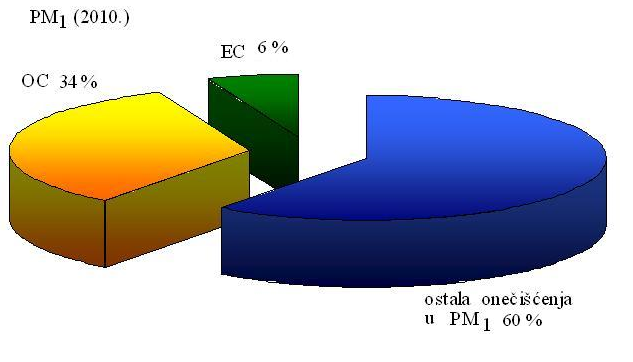 PM1 (2010.)
EC 6 %
OC 34 %
ostala onečišćenja
u PM1 60 %